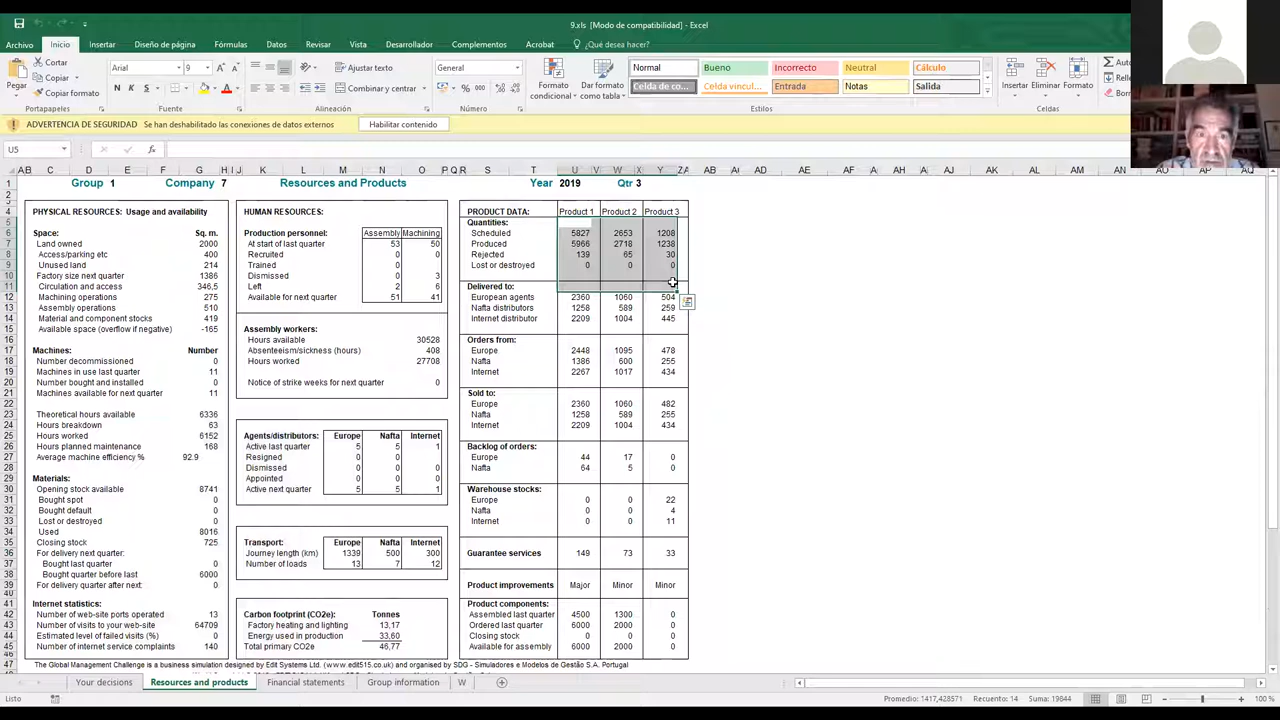 9.xls [Modo de compatibilidad] - Excel
Archivo Inicio Insertar Diseño de página Fórmulas Datos Revisar Vista Desarrollador Complementos Acrobat ¿Qué desea hacer?
Pegar
Cortar
Copiar
Copiar formato
Portapapeles
Arial 9
N K S
Fuente
Ajustar texto
Combinar y centrar
Alineación
General
Número
Formato condicional
Dar formato como tabla
Normal Bueno Incorrecto Neutral Cálculo
Celda de co... Celda vincul... Entrada Notas Salida
Estilos
Insertar Eliminar Formato
Celdas
ADVERTENCIA DE SEGURIDAD Se han deshabilitado las conexiones de datos externos Habilitar contenido
U5
Group 1 Company 7 Resources and Products Year 2019 Qtr 3
PHYSICAL RESOURCES: Usage and availability
Space: Sq. m.
Land owned 2000
Access/parking etc 400
Unused land 214
Factory size next quarter 1386
Circulation and access 346,5
Machining operations 275
Assembly operations 510
Material and component stocks 419
Available space (overflow if negative) -165
Machines: Number
Number decommissioned 0
Machines in use last quarter 11
Number bought and installed 0
Machines available for next quarter 11
Theoretical hours available 6336
Hours breakdown 63
Hours worked 6152
Hours planned maintenance 168
Average machine efficiency % 92.9
Materials:
Opening stock available 8741
Bought spot 0
Bought default 0
Lost or destroyed 0
Used 8016
Closing stock 725
For delivery next quarter:
Bought last quarter 0
Bought quarter before last 6000
For delivery quarter after next: 0
Internet statistics:
Number of web-site ports operated 13
Number of visits to your web-site 64709
Estimated level of failed visits (%) 0
Number of internet service complaints 140
HUMAN RESOURCES:
Production personnel: Assembly Machining
At start of last quarter 53 50
Recruited 0 0
Trained 0
Dismissed 0 3
Left 2 6
Available for next quarter 51 41
Assembly workers:
Hours available 30528
Absenteeism/sickness (hours) 408
Hours worked 27708
Notice of strike weeks for next quarter 0
Agents/distributors: Europe Nafta Internet
Active last quarter 5 5 1
Resigned 0 0
Dismissed 0 0 0
Appointed 0 0 0
Active next quarter 5 5 1
Transport: Europe Nafta Internet
Journey length (km) 1339 500 300
Number of loads 13 7 12
Carbon footprint (CO2e): Tonnes
Factory heating and lighting 13,17
Energy used in production 33,60
Total primary CO2e 46,77
PRODUCT DATA: Product 1 Product 2 Product 3
Quantities:
Scheduled 5827 2653 1208
Produced 5966 2718 1238
Rejected 139 65 30
Lost or destroyed 0 0 0
Delivered to:
European agents 2360 1060 504
Nafta distributors 1258 589 259
Internet distributor 2209 1004 445
Orders from:
Europe 2448 1095 478
Nafta 1386 600 255
Internet 2267 1017 434
Sold to:
Europe 2360 1060 482
Nafta 1258 589 255
Internet 2209 1004 434
Backlog of orders:
Europe 44 17 0
Nafta 64 5 0
Warehouse stocks:
Europe 0 0 22
Nafta 0 0 4
Internet 0 0 11
Guarantee services 149 73 33
Product improvements Major Minor Minor
Product components:
Assembled last quarter 4500 1300 0
Ordered last quarter 6000 2000 0
Closing stock 0 0 0
Available for assembly 6000 2000 0
The Global Management Challenge is a business simulation designed by Edit Systems Ltd. (www.edit515.co.uk) and organised by SDG - Simuladores e Modelos de Gestão S.A. Portugal
Your decisions Resources and products Financial statements Group information W
Listo Promedio: 1417,428571 Recuento: 14 Suma: 19844 100 %